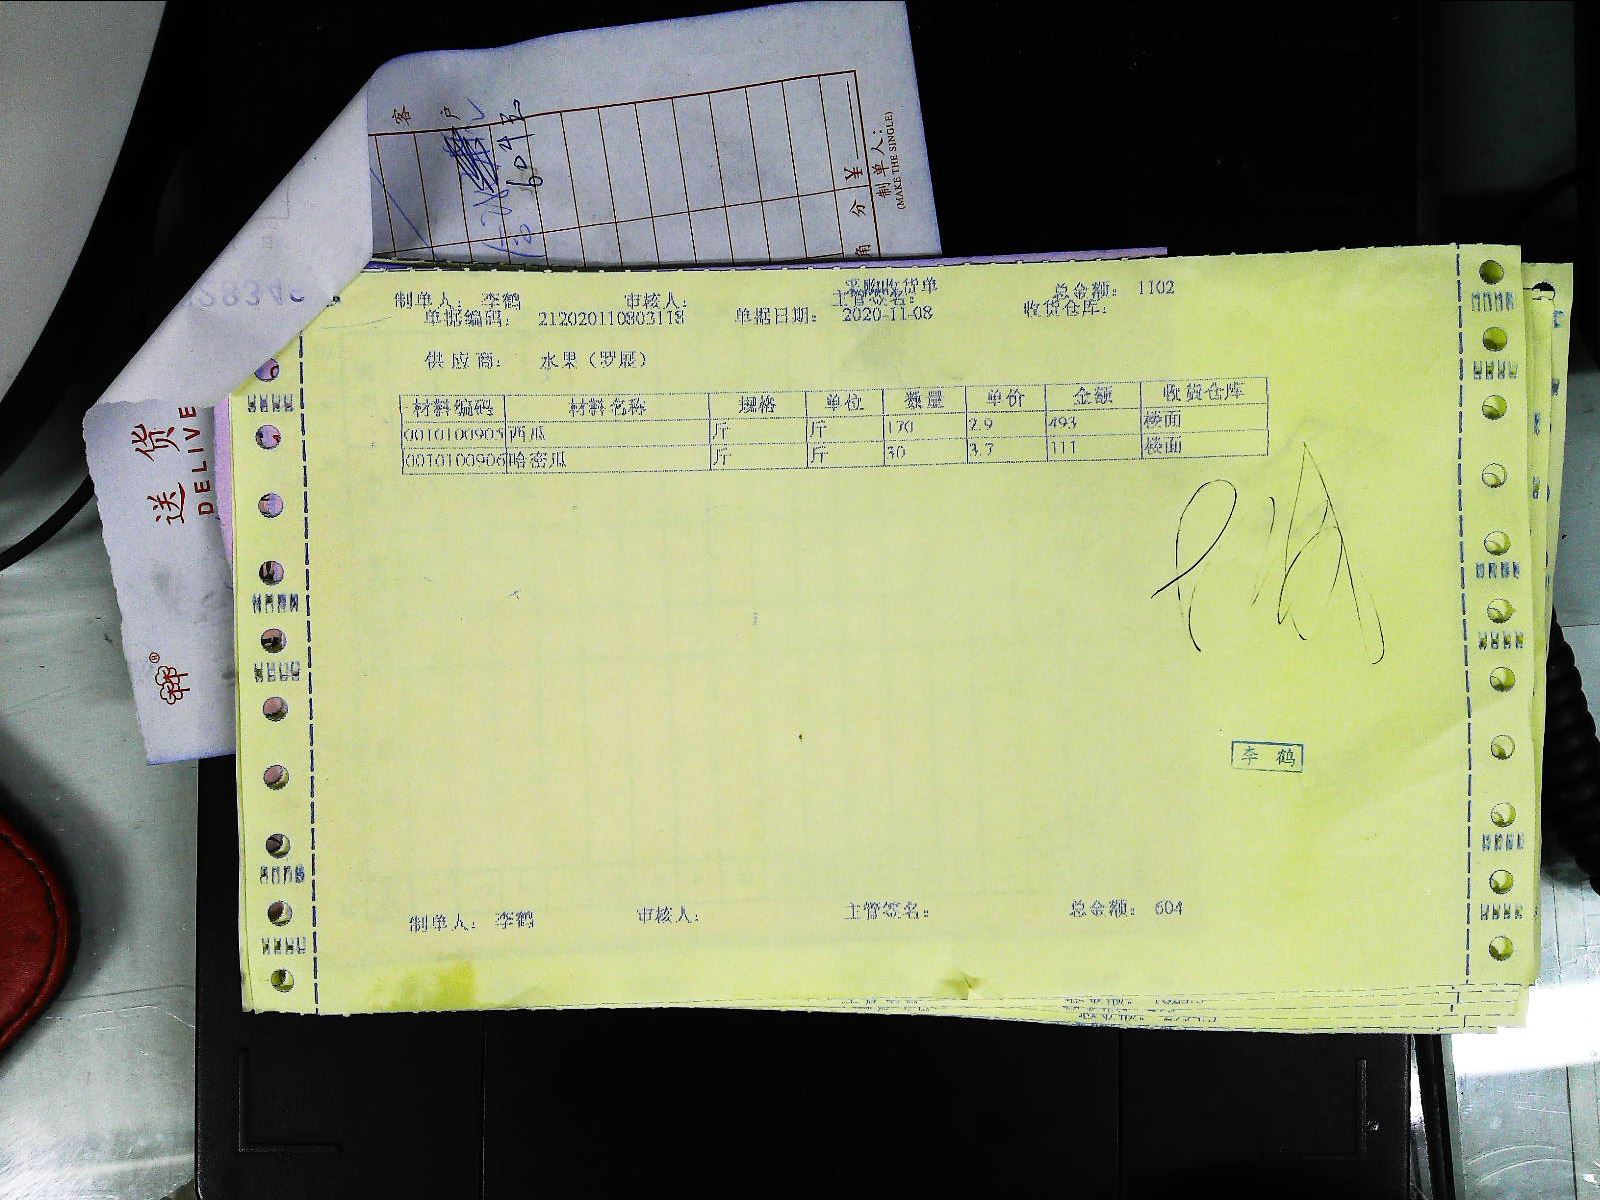 客 户
604号
分 ¥
制单人：
(MAKE THE SINGLE)
采购收货单
制单人： 李鹤 审核人： 主管签名： 总金额： 1102
单据编码： 212020110803118 单据日期： 2020-11-08 收货仓库：
供应商： 水果（罗展）
材料编码 材料名称 规格 单位 数量 单价 金额 收货仓库
0010100905 西瓜 斤 斤 170 2.9 493 楼面
0010100906 哈密瓜 斤 斤 30 3.7 111 楼面
送货
DELIVE
李 鹤
制单人： 李鹤 审核人： 主管签名： 总金额： 604